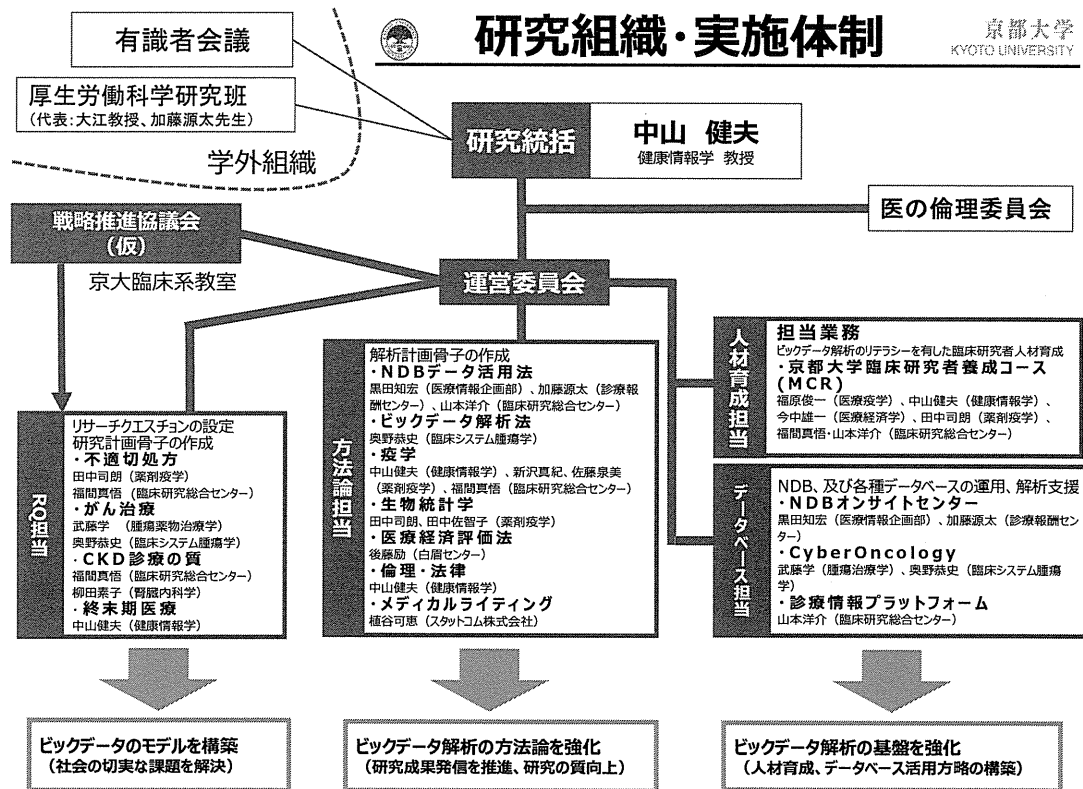 有識者会議
研究組織・実施体制
京都大学
KYOTO UNIVERSITY
厚生労働科学研究班
(代表:大江教授、加藤源太先生)
学外組織
研究統括
中山 健夫
健康情報学 教授
医の倫理委員会
戦略推進協議会
(仮)
京大臨床系教室
運営委員会
RQ担当
リサーチクエスチョンの設定
研究計画骨子の作成
・不適切処方
田中司朗(薬剤疫学)
福間真悟(臨床研究総合センター)
・がん治療
武藤学 (腫瘍薬物治療学)
奥野恭史(臨床システム腫瘍学)
・CKD診療の質
福間真悟(臨床研究総合センター)
柳田素子(腎臓内科学)
・終末期医療
中山健夫(健康情報学)
方法論担当
解析計画骨子の作成
・NDBデータ活用法
黒田知宏(医療情報企画部)、加藤源太(診療報
酬センター)、山本洋介(臨床研究総合センター)
・ビックデータ解析法
奥野恭史(臨床システム腫瘍学)
・疫学
中山健夫(健康情報学)、新沢真紀、佐藤泉美
(薬剤疫学)、福間真悟(臨床研究総合センター)
・生物統計学
田中司朗、田中佐智子(薬剤疫学)
・医療経済評価法
後藤励(白眉センター)
・倫理・法律
中山健夫(健康情報学)
・メディカルライティング
植谷可恵(スタットコム株式会社)
人材育成担当
担当業務
ビックデータ解析のリテラシーを有した臨床研究者人材育成
・京都大学臨床研究者養成コース
(MCR)
福原俊一(医療疫学)、中山健夫(健康情報学)、
今中雄一(医療経済学)、田中司朗(薬剤疫学)、
福間真悟・山本洋介(臨床研究総合センター)
データベース担当
NDB、及び各種データベースの運用、解析支援
・NDBオンサイトセンター
黒田知宏(医療情報企画部)、加藤源太(診療報酬セン
ター)
・CyberOncology
武藤学(腫瘍治療学)、奥野恭史(臨床システム腫瘍
学)
・診療情報プラットフォーム
山本洋介(臨床研究総合センター)
ビックデータのモデルを構築
(社会の切実な課題を解決)
ビックデータ解析の方法論を強化
(研究成果発信を推進、研究の質向上)
ビックデータ解析の基盤を強化
(人材育成、データベース活用方略の構築)